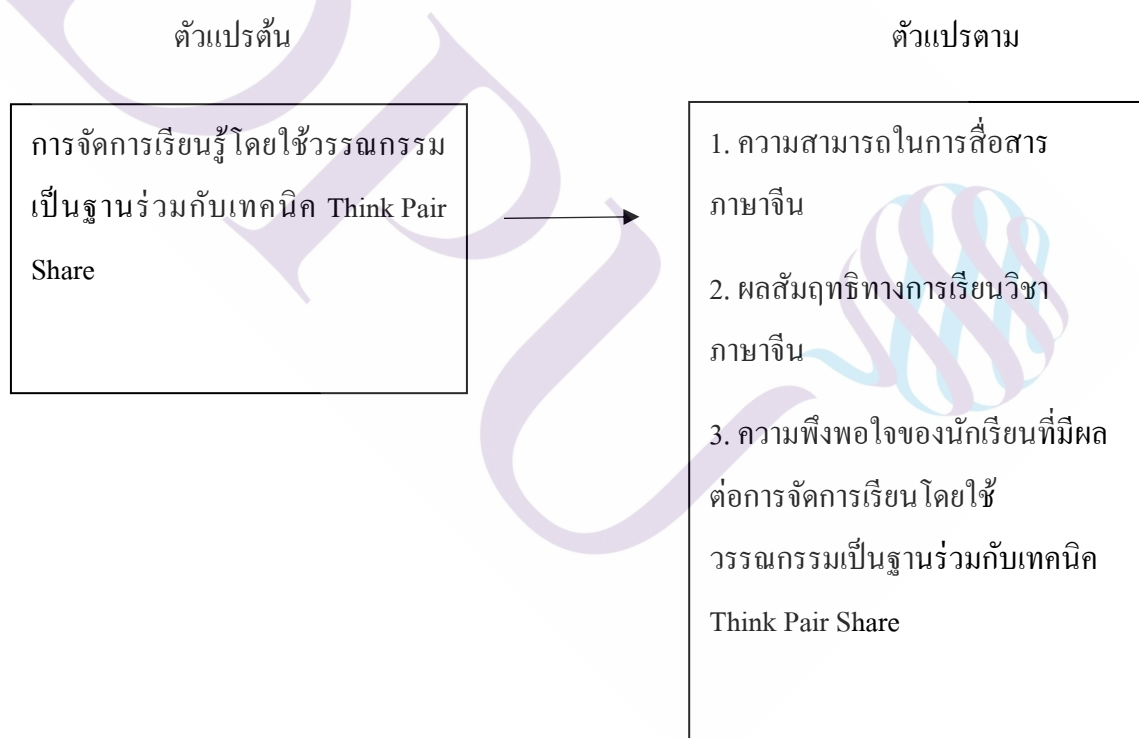 ตัวแปรต้น
ตัวแปรตาม
การจัดการเรียนรู้โดยใช้วรรณกรรม
เป็นฐานร่วมกับเทคนิค Think Pair
Share
1. ความสามารถในการสื่อสาร
ภาษาจีน
2. ผลสัมฤทธิทางการเรียนวิชา
ภาษาจีน
3. ความพึงพอใจของนักเรียนที่มีผล
ต่อการจัดการเรียนโดยใช้
วรรณกรรมเป็นฐานร่วมกับเทคนิค
Think Pair Share
DPU